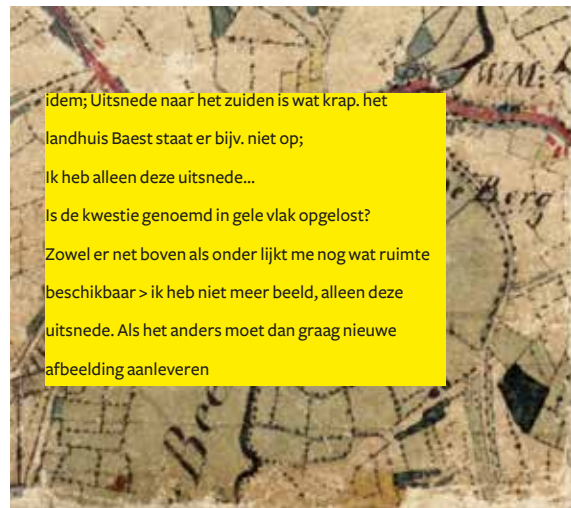 W.M:
idem; Uitsnede naar het zuiden is wat krap. het
landhuis Baest staat er bijv. niet op;
Ik heb alleen deze uitsnede...
Is de kwestie genoemd in gele vlak opgelost?
Zowel er net boven als onder lijkt me nog wat ruimte
beschikbaar > ik heb niet meer beeld, alleen deze
uitsnede. Als het anders moet dan graag nieuwe
afbeelding aanleveren
Berg